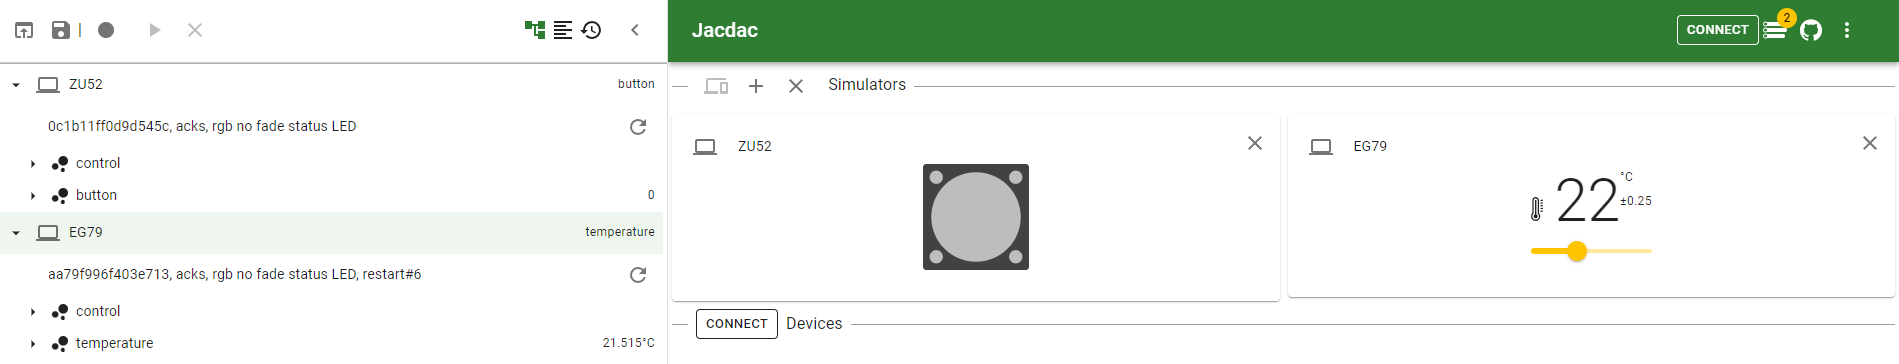 ZU52 button
0c1b11ff0d9d545c, acks, rgb no fade status LED
control
button 0
EG79 temperature
aa79f996f403e713, acks, rgb no fade status LED, restart#6
control
temperature 21.515°C
Jacdac CONNECT 2
Simulators
ZU52
EG79
22 °C
±0.25
CONNECT Devices